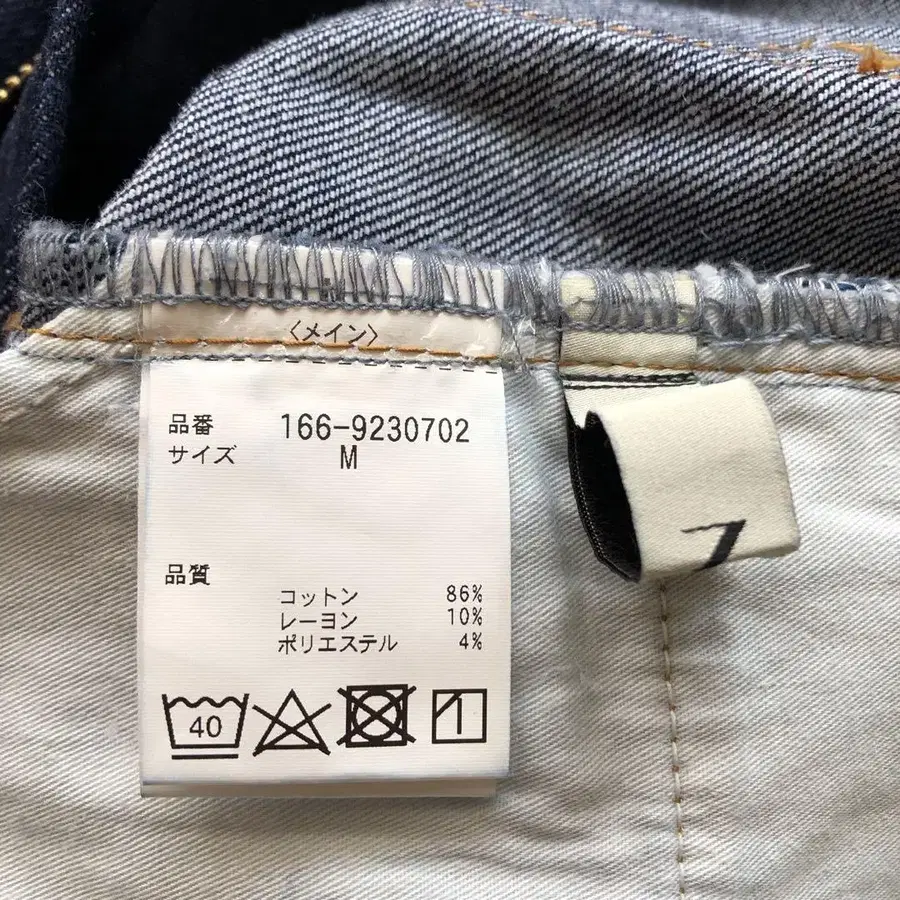 〈メイン〉
品番 166-9230702
サイズ M
品質
コットン 86%
レーヨン 10%
ポリエステル 4%
40